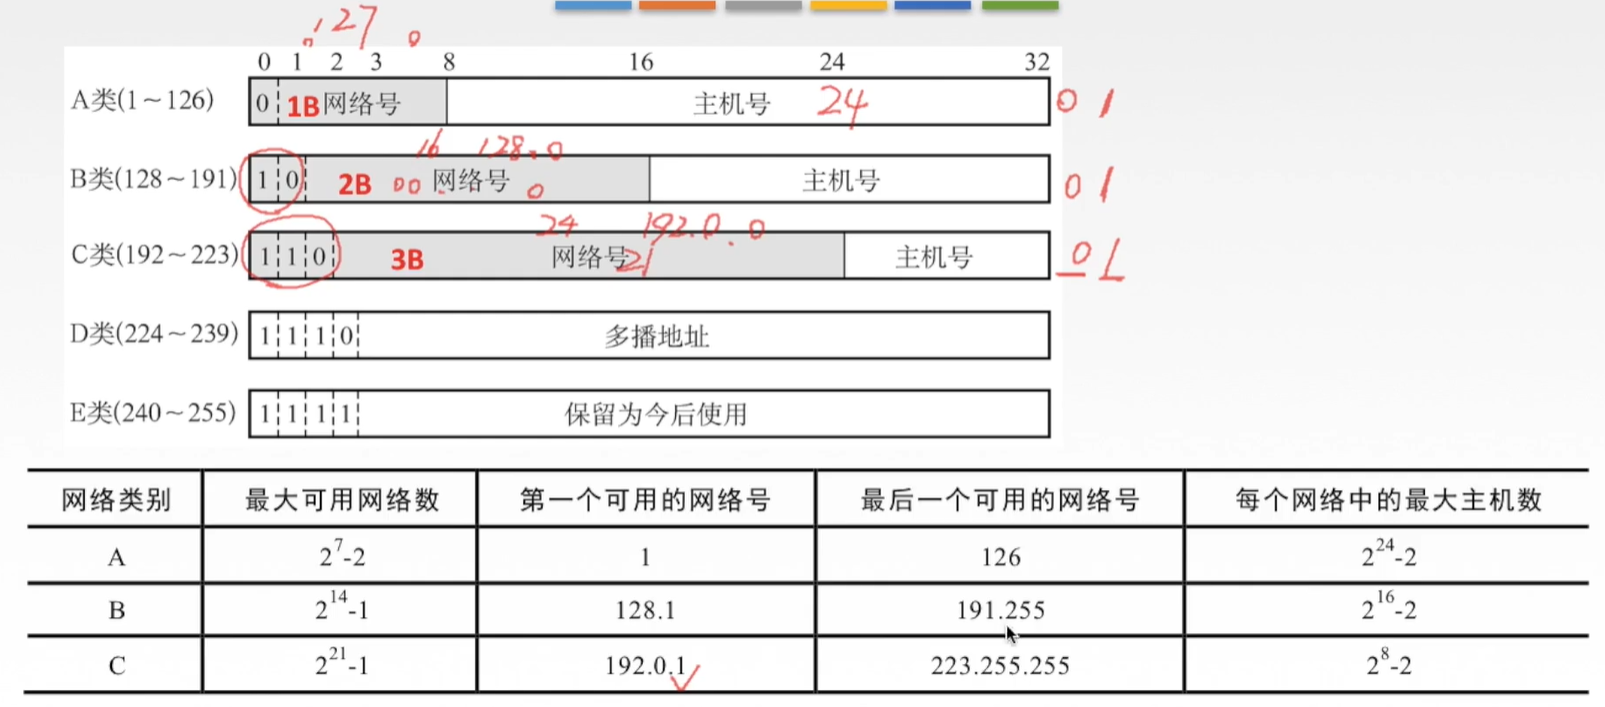 127
0 0
0 1 2 3 8 16 24 32
A类(1～126) 0 1B网络号 主机号 24 0 1
16 128.0
B类(128～191) 1 0 2B 00 网络号 0 主机号 0 1
24 192.0.0
C类(192～223) 1 1 0 3B 网络号 21 主机号 0 1
D类(224～239) 1 1 1 0 多播地址
E类(240～255) 1 1 1 1 保留为今后使用
网络类别 最大可用网络数 第一个可用的网络号 最后一个可用的网络号 每个网络中的最大主机数
A 2^7-2 1 126 2^24-2
B 2^14-1 128.1 191.255 2^16-2
C 2^21-1 192.0.1 223.255.255 2^8-2